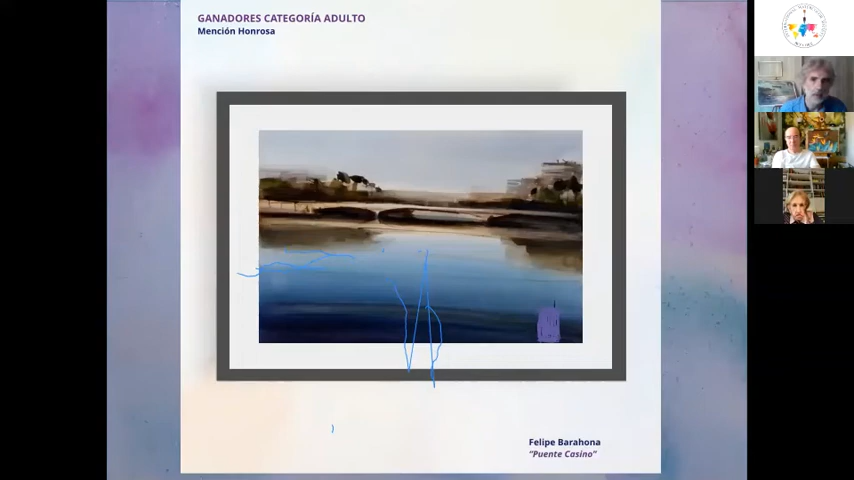 GANADORES CATEGORÍA ADULTO
Mención Honrosa
Felipe Barahona
"Puente Casino"